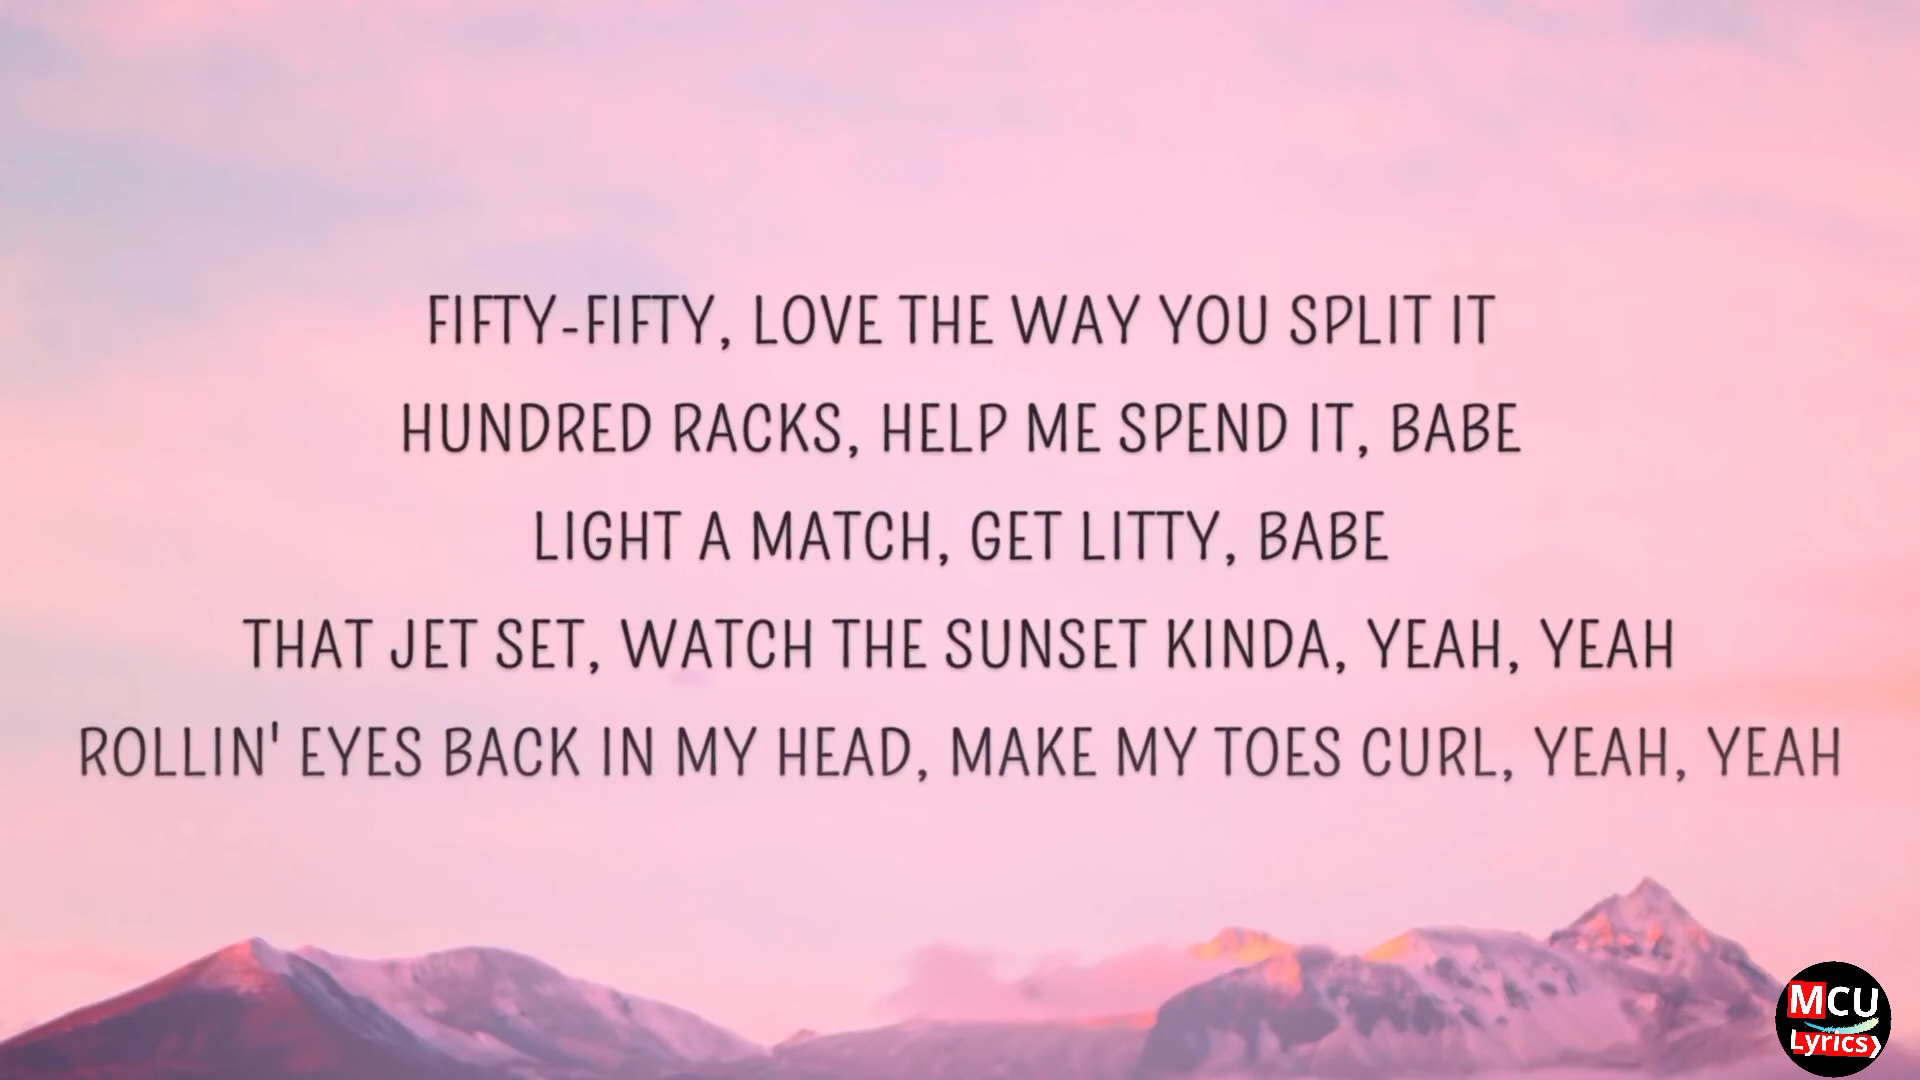 FIFTY-FIFTY, LOVE THE WAY YOU SPLIT IT
HUNDRED RACKS, HELP ME SPEND IT, BABE
LIGHT A MATCH, GET LITTY, BABE
THAT JET SET, WATCH THE SUNSET KINDA, YEAH, YEAH
ROLLIN' EYES BACK IN MY HEAD, MAKE MY TOES CURL, YEAH, YEAH
MCU
Lyrics